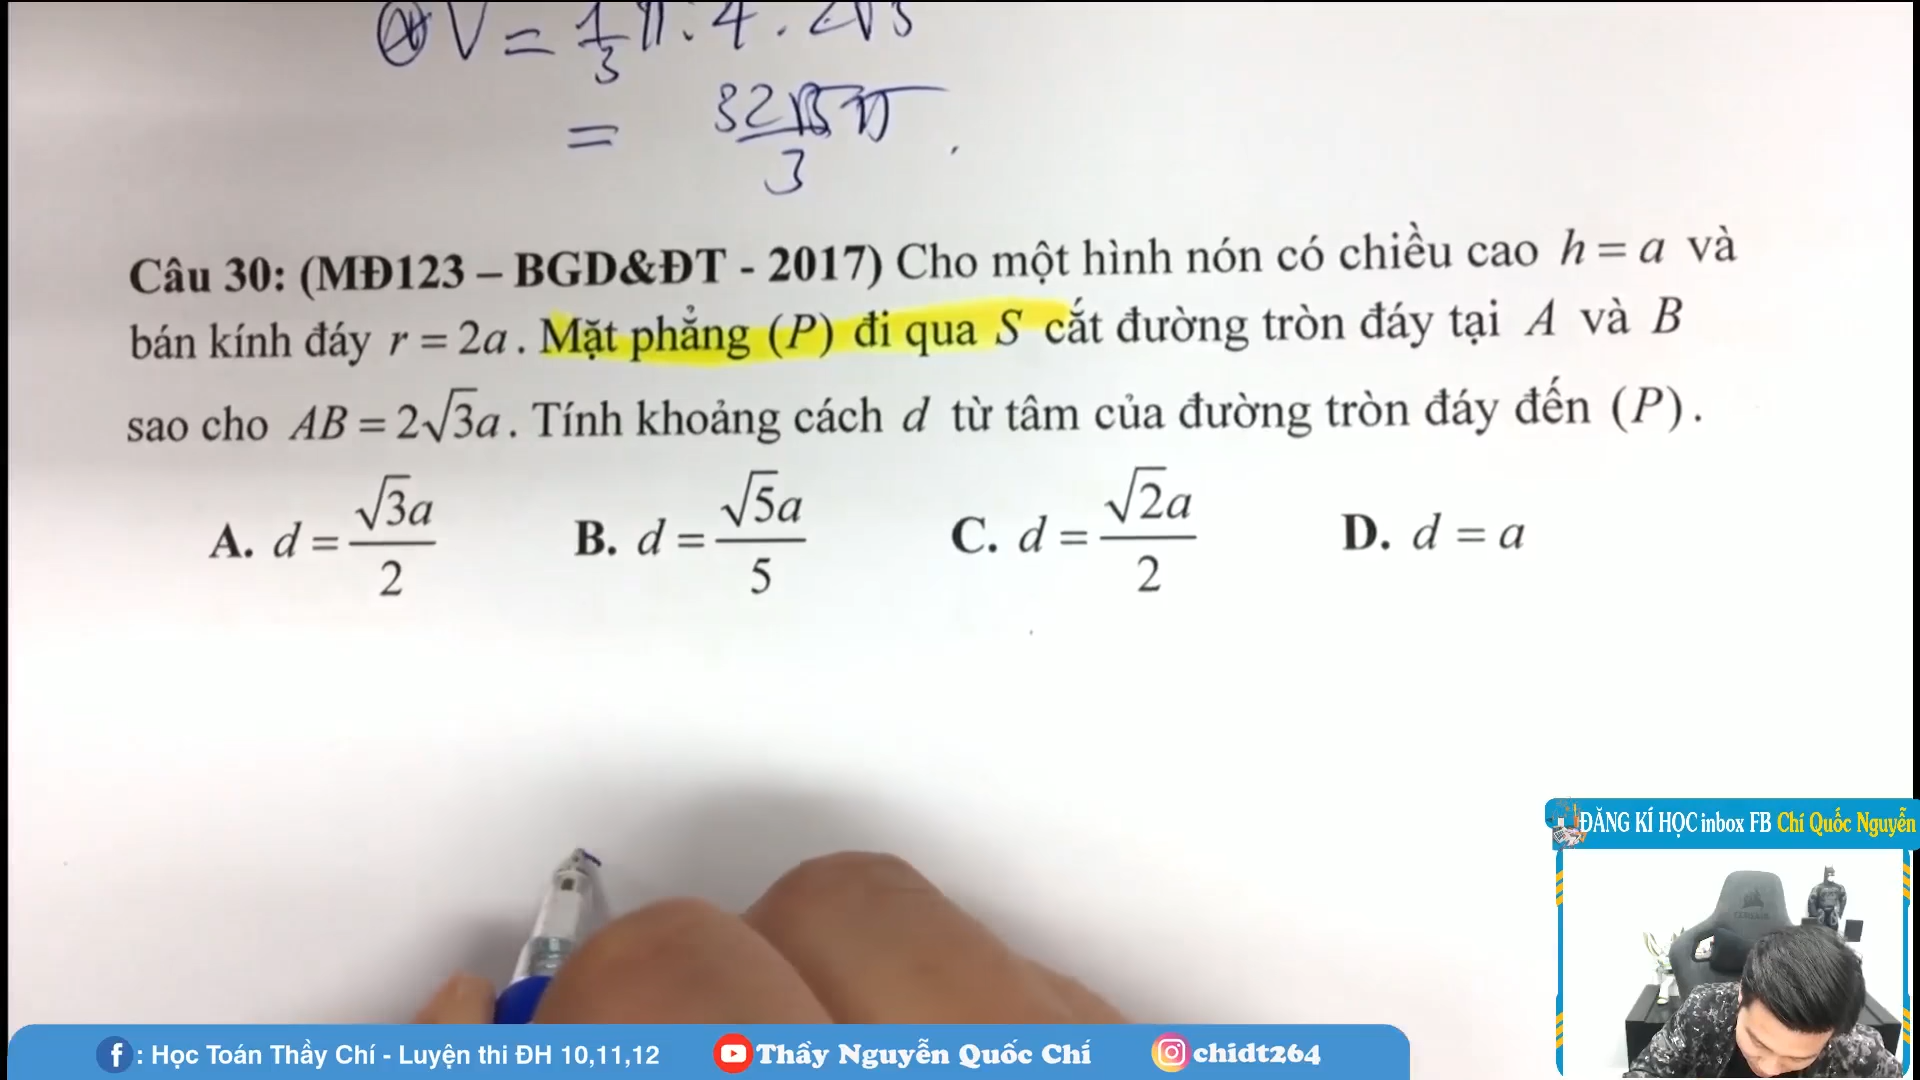 V = 1/3 π . 4 . 2√3
= 32√3π/3 .
Câu 30: (MĐ123 – BGD&ĐT - 2017) Cho một hình nón có chiều cao h = a và
bán kính đáy r = 2a. Mặt phẳng (P) đi qua S cắt đường tròn đáy tại A và B
sao cho AB = 2√3a. Tính khoảng cách d từ tâm của đường tròn đáy đến (P).
A. d = √3a/2 B. d = √5a/5 C. d = √2a/2 D. d = a
ĐĂNG KÍ HỌC inbox FB Chí Quốc Nguyễn
: Học Toán Thầy Chí - Luyện thi ĐH 10,11,12
Thầy Nguyễn Quốc Chí
chidt264